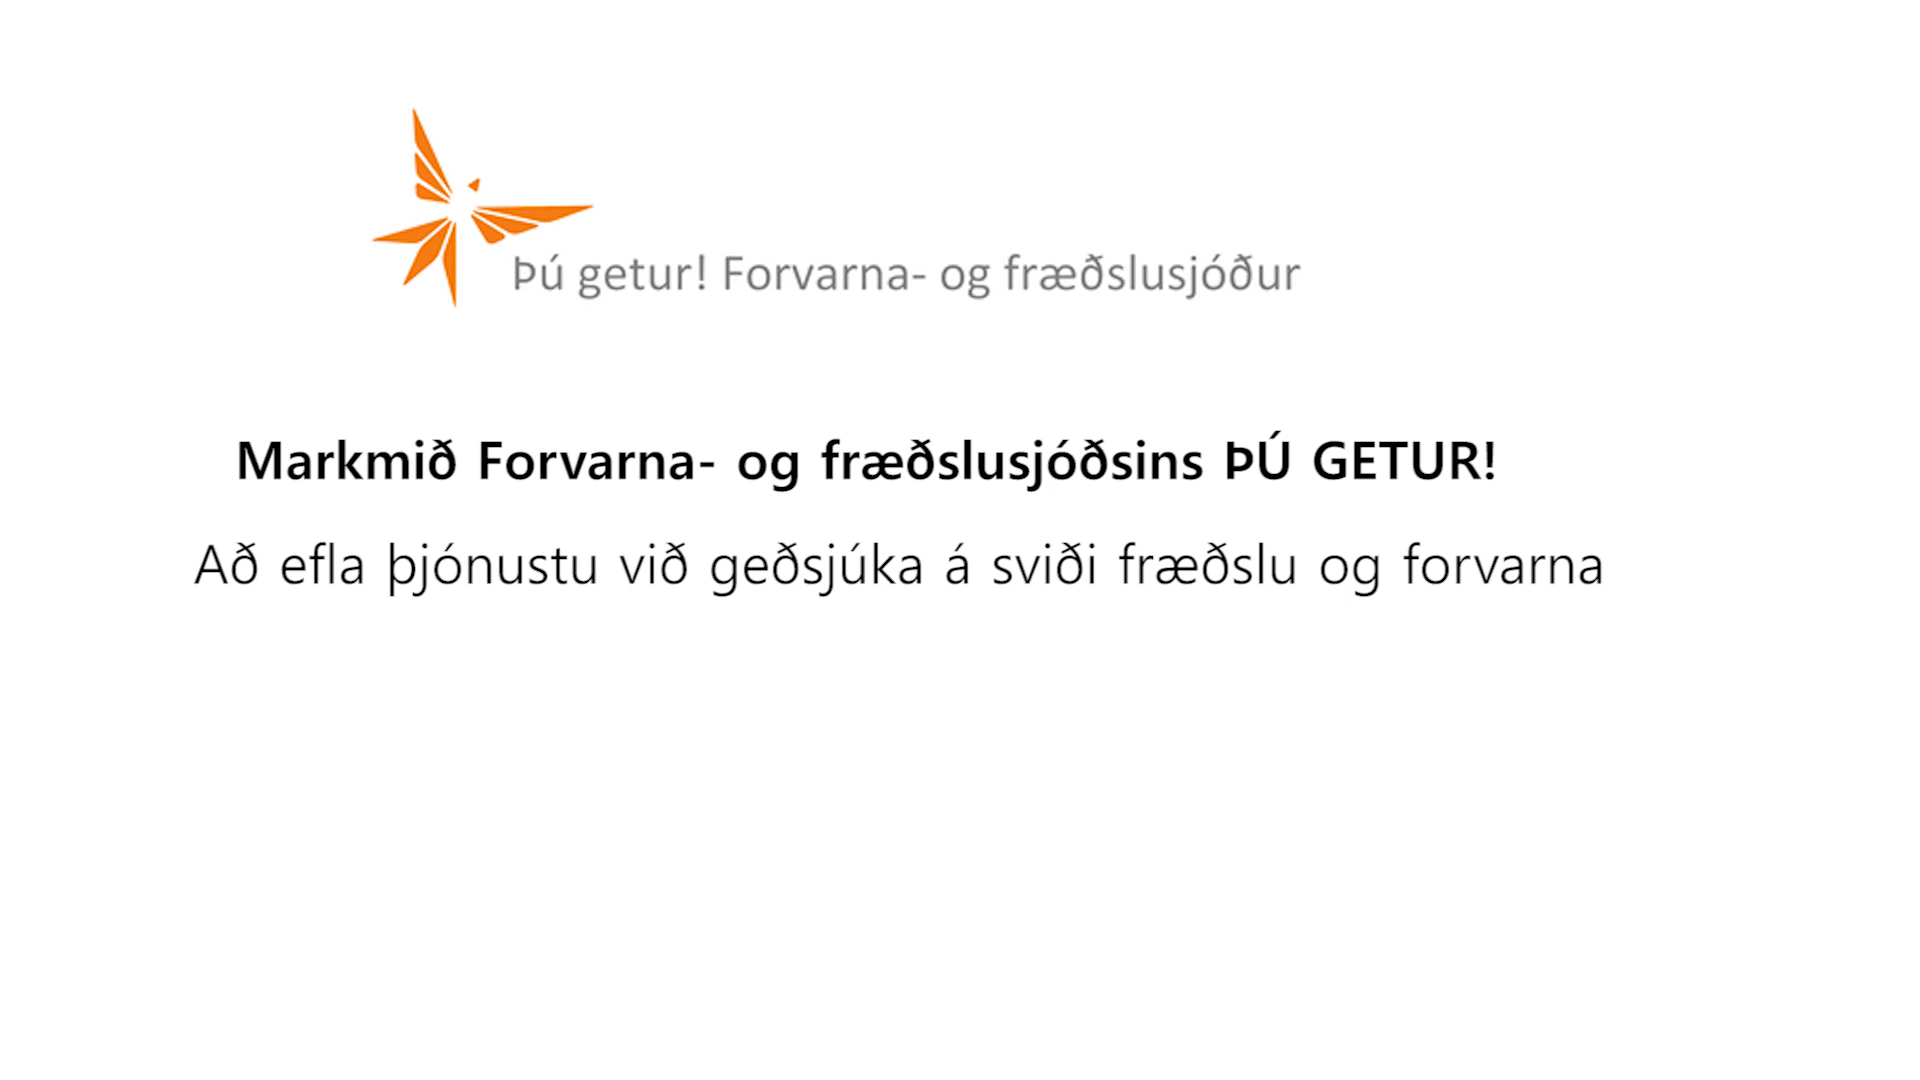 Þú getur! Forvarna- og fræðslusjóður
Markmið Forvarna- og fræðslusjóðsins ÞÚ GETUR!
Að efla þjónustu við geðsjúka á sviði fræðslu og forvarna